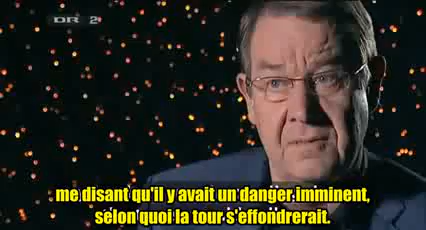 DR 2
me disant qu'il y avait un danger imminent,
selon quoi la tour s'effondrerait.